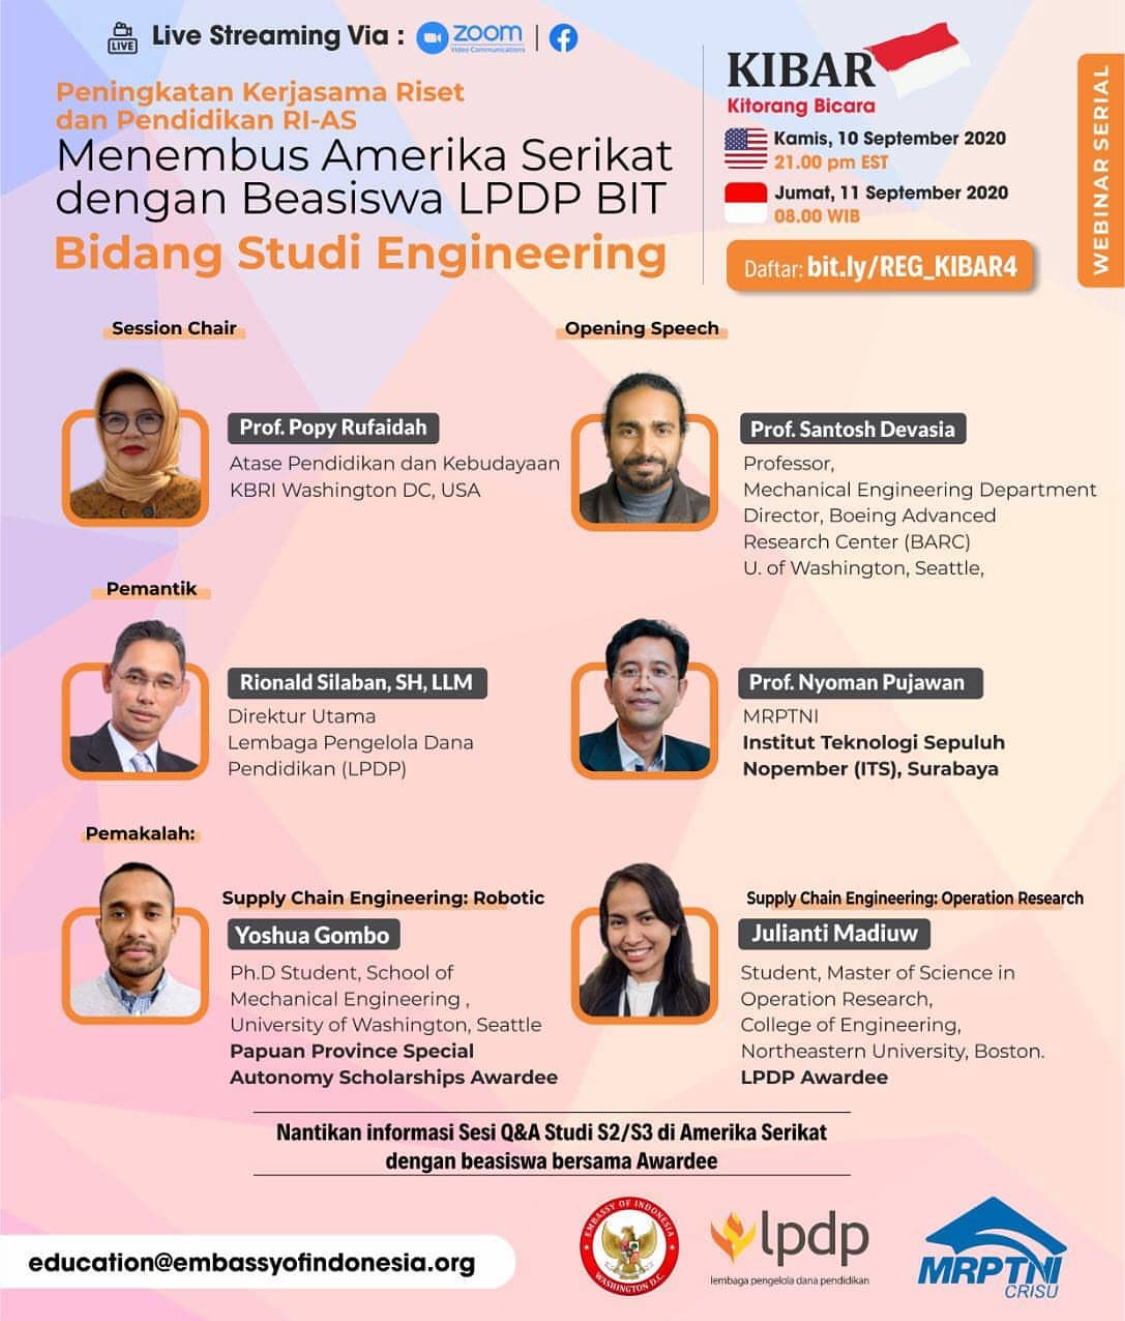 LIVE
Live Streaming Via :
zoom
Video Communications
Peningkatan Kerjasama Riset
dan Pendidikan RI-AS
Menembus Amerika Serikat
dengan Beasiswa LPDP BIT
Bidang Studi Engineering
KIBAR
Kitorang Bicara
Kamis, 10 September 2020
21.00 pm EST
Jumat, 11 September 2020
08.00 WIB
Daftar: bit.ly/REG_KIBAR4
WEBINAR SERIAL
Session Chair
Prof. Popy Rufaidah
Atase Pendidikan dan Kebudayaan
KBRI Washington DC, USA
Opening Speech
Prof. Santosh Devasia
Professor,
Mechanical Engineering Department
Director, Boeing Advanced
Research Center (BARC)
U. of Washington, Seattle,
Pemantik
Rionald Silaban, SH, LLM
Direktur Utama
Lembaga Pengelola Dana
Pendidikan (LPDP)
Prof. Nyoman Pujawan
MRPTNI
Institut Teknologi Sepuluh
Nopember (ITS), Surabaya
Pemakalah:
Supply Chain Engineering: Robotic
Yoshua Gombo
Ph.D Student, School of
Mechanical Engineering ,
University of Washington, Seattle
Papuan Province Special
Autonomy Scholarships Awardee
Supply Chain Engineering: Operation Research
Julianti Madiuw
Student, Master of Science in
Operation Research,
College of Engineering,
Northeastern University, Boston.
LPDP Awardee
Nantikan informasi Sesi Q&A Studi S2/S3 di Amerika Serikat
dengan beasiswa bersama Awardee
education@embassyofindonesia.org
EMBASSY OF INDONESIA
WASHINGTON D.C.
lpdp
lembaga pengelola dana pendidikan
MRPTNI
CRISU